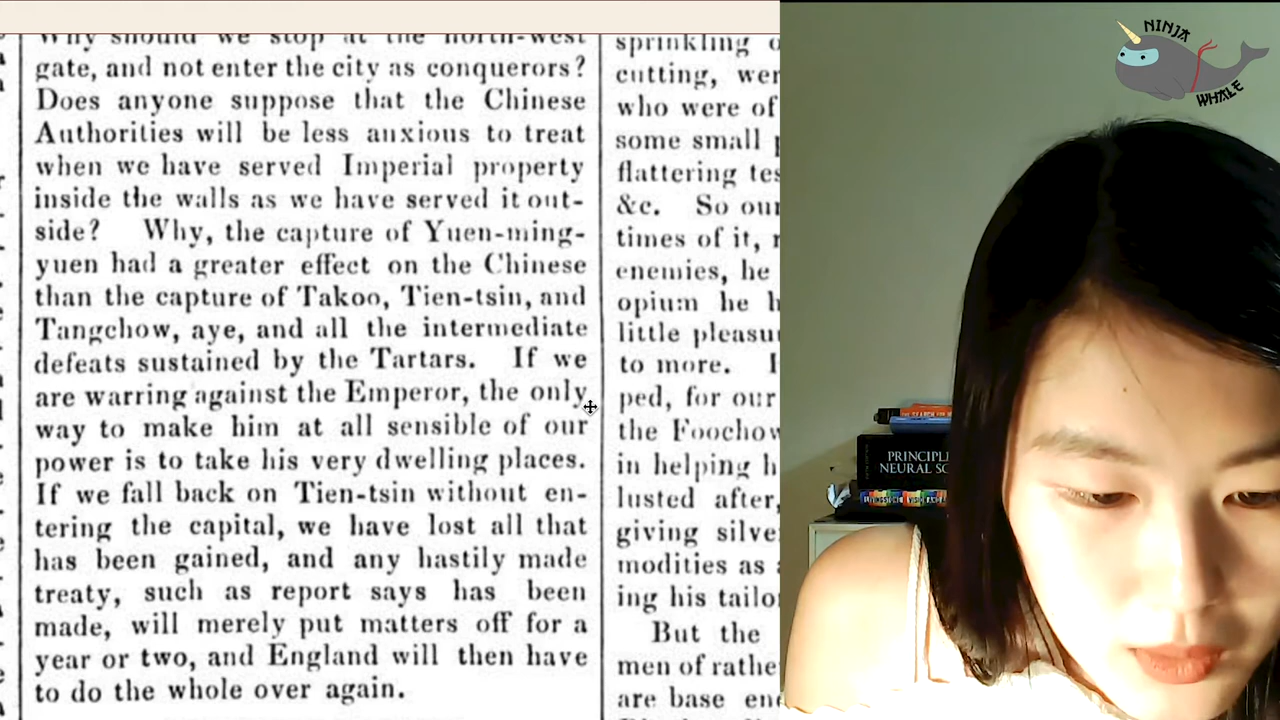 Why should we stop at the north-west
gate, and not enter the city as conquerors?
Does anyone suppose that the Chinese
Authorities will be less anxious to treat
when we have served Imperial property
inside the walls as we have served it out-
side? Why, the capture of Yuen-ming-
yuen had a greater effect on the Chinese
than the capture of Takoo, Tien-tsin, and
Tangchow, aye, and all the intermediate
defeats sustained by the Tartars. If we
are warring against the Emperor, the only
way to make him at all sensible of our
power is to take his very dwelling places.
If we fall back on Tien-tsin without en-
tering the capital, we have lost all that
has been gained, and any hastily made
treaty, such as report says has been
made, will merely put matters off for a
year or two, and England will then have
to do the whole over again.
sprinkling
cutting, wer
who were of
some small
flattering tes
&c. So our
times of it,
enemies, he
opium he h
little pleasu
to more.
ped, for our
the Foochow
in helping h
lusted after,
giving silve
modities as
ing his tailo
But the
men of rathe
are base en
NINJA
WHALE
PRINCIPL
NEURAL SC